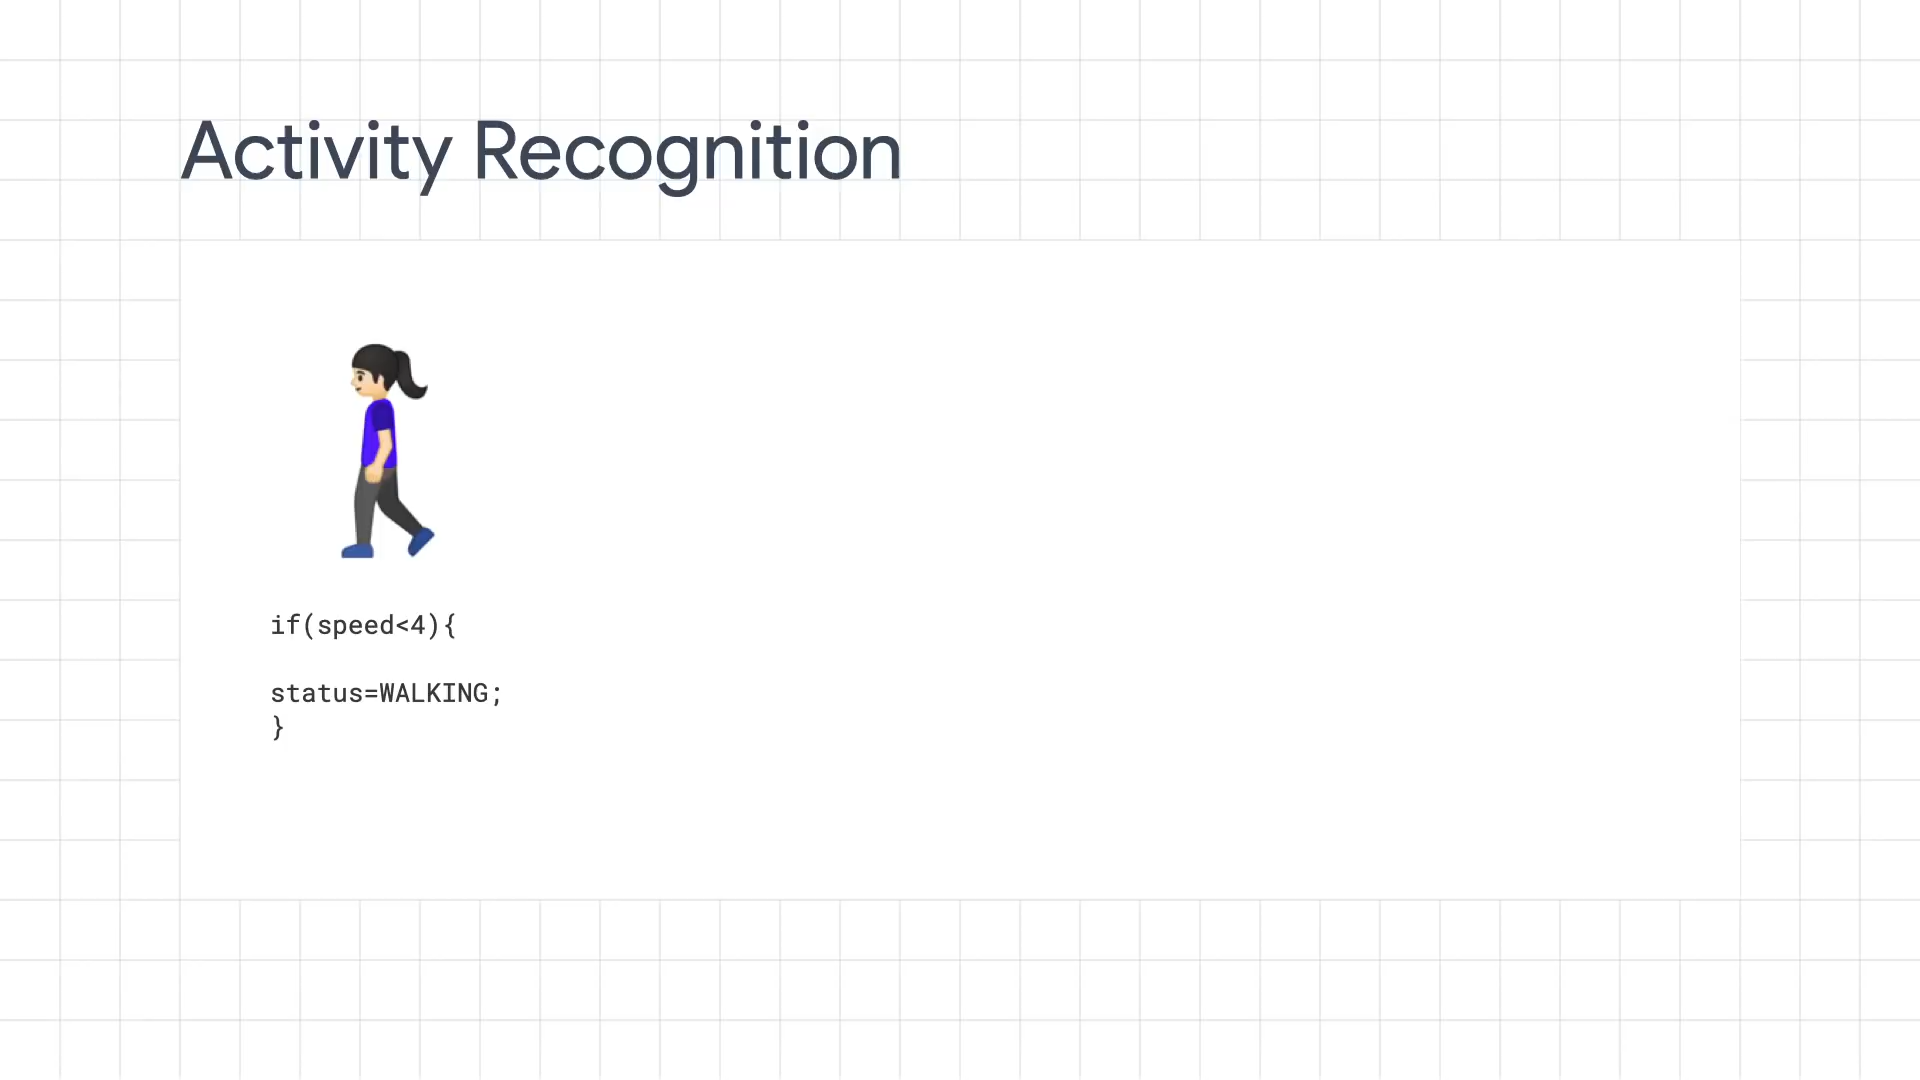 Activity Recognition
if(speed<4){
status=WALKING;
}